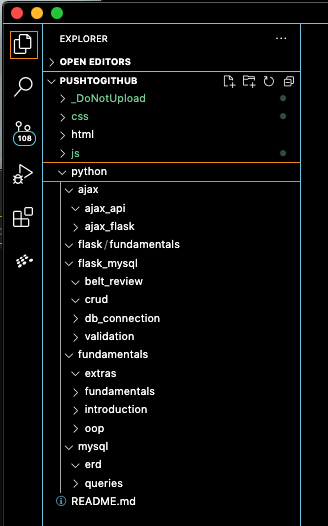 EXPLORER
OPEN EDITORS
PUSHTOGITHUB
_DoNotUpload
css
108
html
js
python
ajax
ajax_api
ajax_flask
flask/fundamentals
flask_mysql
belt_review
crud
db_connection
validation
fundamentals
extras
fundamentals
introduction
oop
mysql
erd
queries
README.md